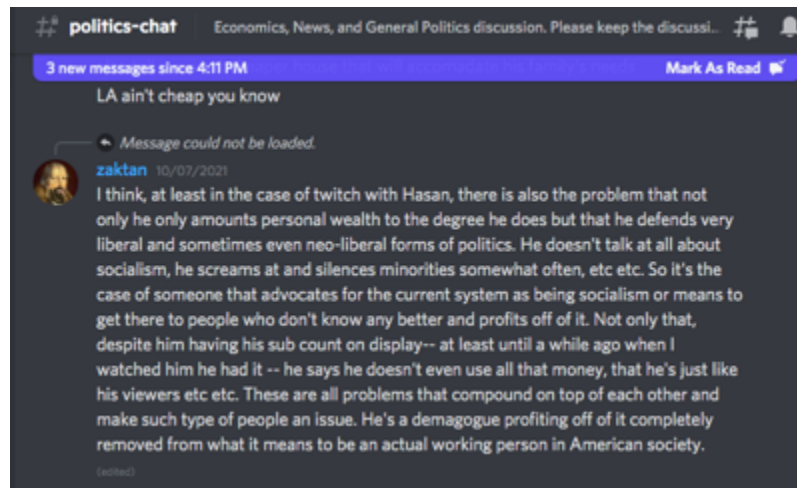 politics-chat Economics, News, and General Politics discussion. Please keep the discussi...
3 new messages since 4:11 PM Mark As Read
LA ain't cheap you know
Message could not be loaded.
zaktan 10/07/2021
I think, at least in the case of twitch with Hasan, there is also the problem that not
only he only amounts personal wealth to the degree he does but that he defends very
liberal and sometimes even neo-liberal forms of politics. He doesn't talk at all about
socialism, he screams at and silences minorities somewhat often, etc etc. So it's the
case of someone that advocates for the current system as being socialism or means to
get there to people who don't know any better and profits off of it. Not only that,
despite him having his sub count on display-- at least until a while ago when I
watched him he had it -- he says he doesn't even use all that money, that he's just like
his viewers etc etc. These are all problems that compound on top of each other and
make such type of people an issue. He's a demagogue profiting off of it completely
removed from what it means to be an actual working person in American society.
(edited)